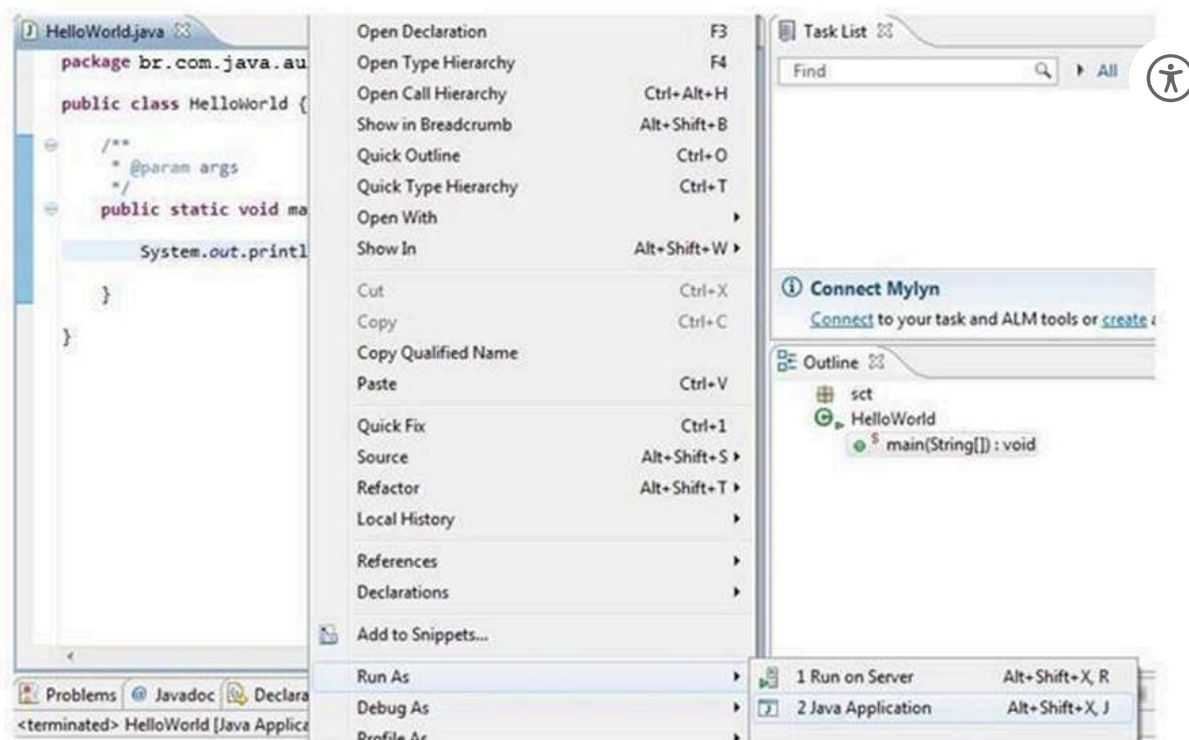 HelloWorld.java
package br.com.java.au
public class HelloWorld {
/**
* @param args
*/
public static void ma
System.out.printl
}
}
Problems @ Javadoc Declara
<terminated> HelloWorld [Java Applica
Open Declaration F3
Open Type Hierarchy F4
Open Call Hierarchy Ctrl+Alt+H
Show in Breadcrumb Alt+Shift+B
Quick Outline Ctrl+O
Quick Type Hierarchy Ctrl+T
Open With
Show In Alt+Shift+W
Cut Ctrl+X
Copy Ctrl+C
Copy Qualified Name
Paste Ctrl+V
Quick Fix Ctrl+1
Source Alt+Shift+S
Refactor Alt+Shift+T
Local History
References
Declarations
Add to Snippets...
Run As
Debug As
Profile As
1 Run on Server Alt+Shift+X, R
2 Java Application Alt+Shift+X, J
Task List
Find All
Connect Mylyn
Connect to your task and ALM tools or create a
Outline
sct
HelloWorld
S main(String[]) : void